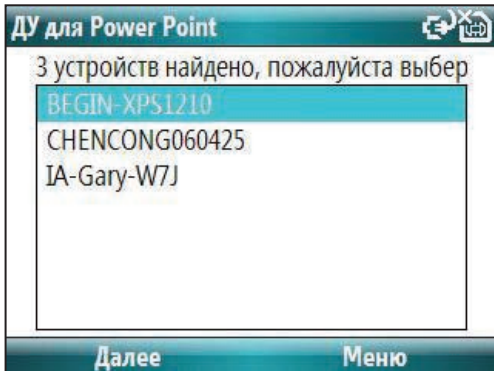 ДУ для Power Point
3 устройств найдено, пожалуйста выбер
BEGIN-XPS1210
CHENCONG060425
IA-Gary-W7J
Далее Меню